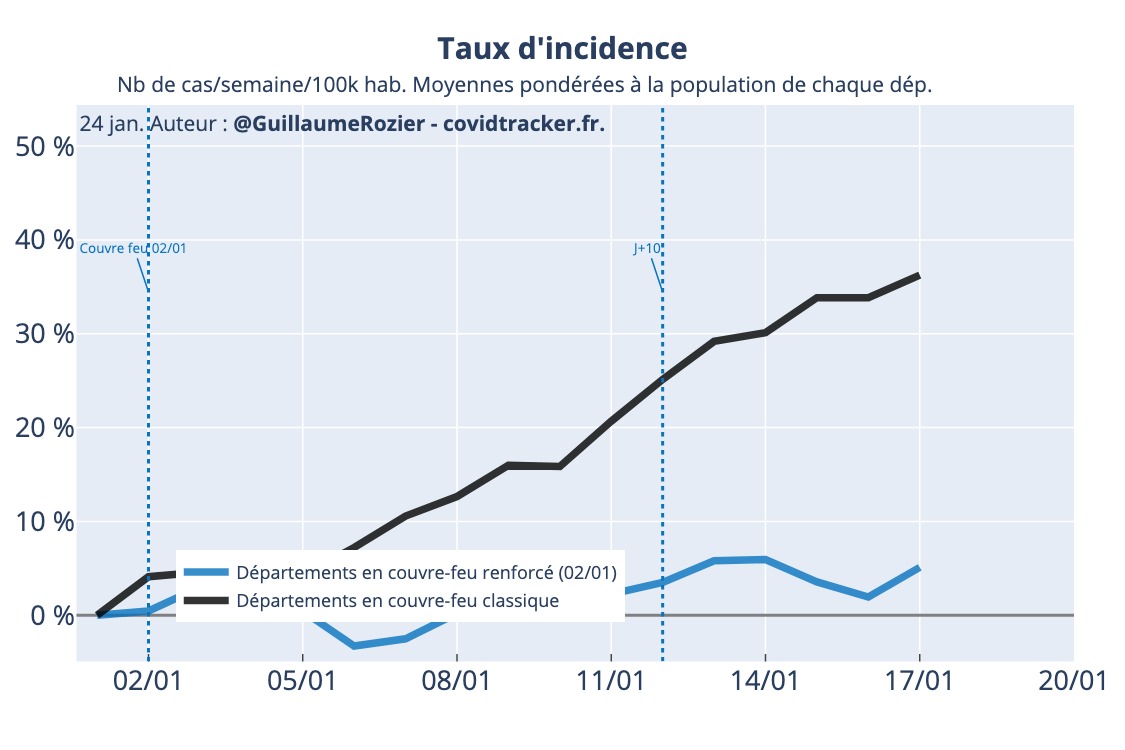 Taux d'incidence
Nb de cas/semaine/100k hab. Moyennes pondérées à la population de chaque dép.
24 jan. Auteur : @GuillaumeRozier - covidtracker.fr.
50 %
40 %
Couvre feu 02/01
J+10
30 %
20 %
10 %
Départements en couvre-feu renforcé (02/01)
Départements en couvre-feu classique
0 %
02/01 05/01 08/01 11/01 14/01 17/01 20/01